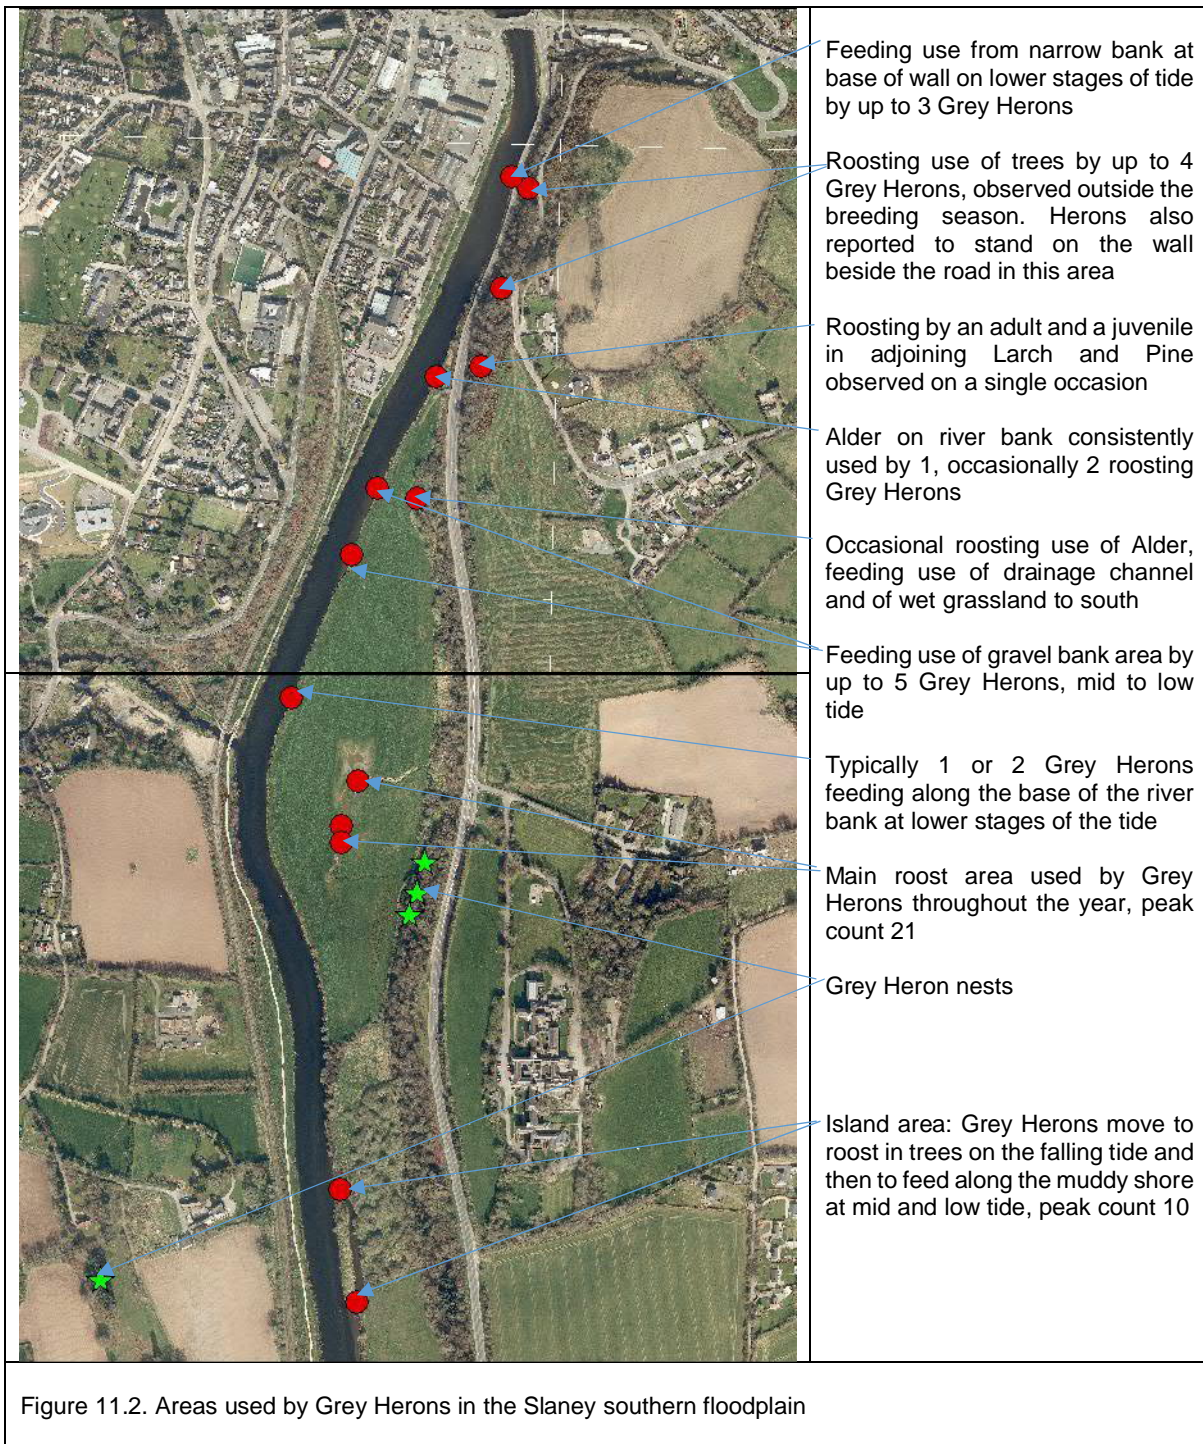 Feeding use from narrow bank at
base of wall on lower stages of tide
by up to 3 Grey Herons
Roosting use of trees by up to 4
Grey Herons, observed outside the
breeding season. Herons also
reported to stand on the wall
beside the road in this area
Roosting by an adult and a juvenile
in adjoining Larch and Pine
observed on a single occasion
Alder on river bank consistently
used by 1, occasionally 2 roosting
Grey Herons
Occasional roosting use of Alder,
feeding use of drainage channel
and of wet grassland to south
Feeding use of gravel bank area by
up to 5 Grey Herons, mid to low
tide
Typically 1 or 2 Grey Herons
feeding along the base of the river
bank at lower stages of the tide
Main roost area used by Grey
Herons throughout the year, peak
count 21
Grey Heron nests
Island area: Grey Herons move to
roost in trees on the falling tide and
then to feed along the muddy shore
at mid and low tide, peak count 10
Figure 11.2. Areas used by Grey Herons in the Slaney southern floodplain